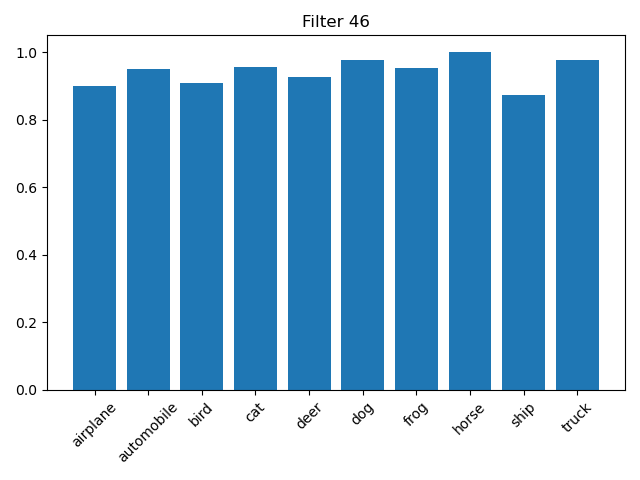 Filter 46
1.0
0.8
0.6
0.4
0.2
0.0
airplane
automobile
bird
cat
deer
dog
frog
horse
ship
truck